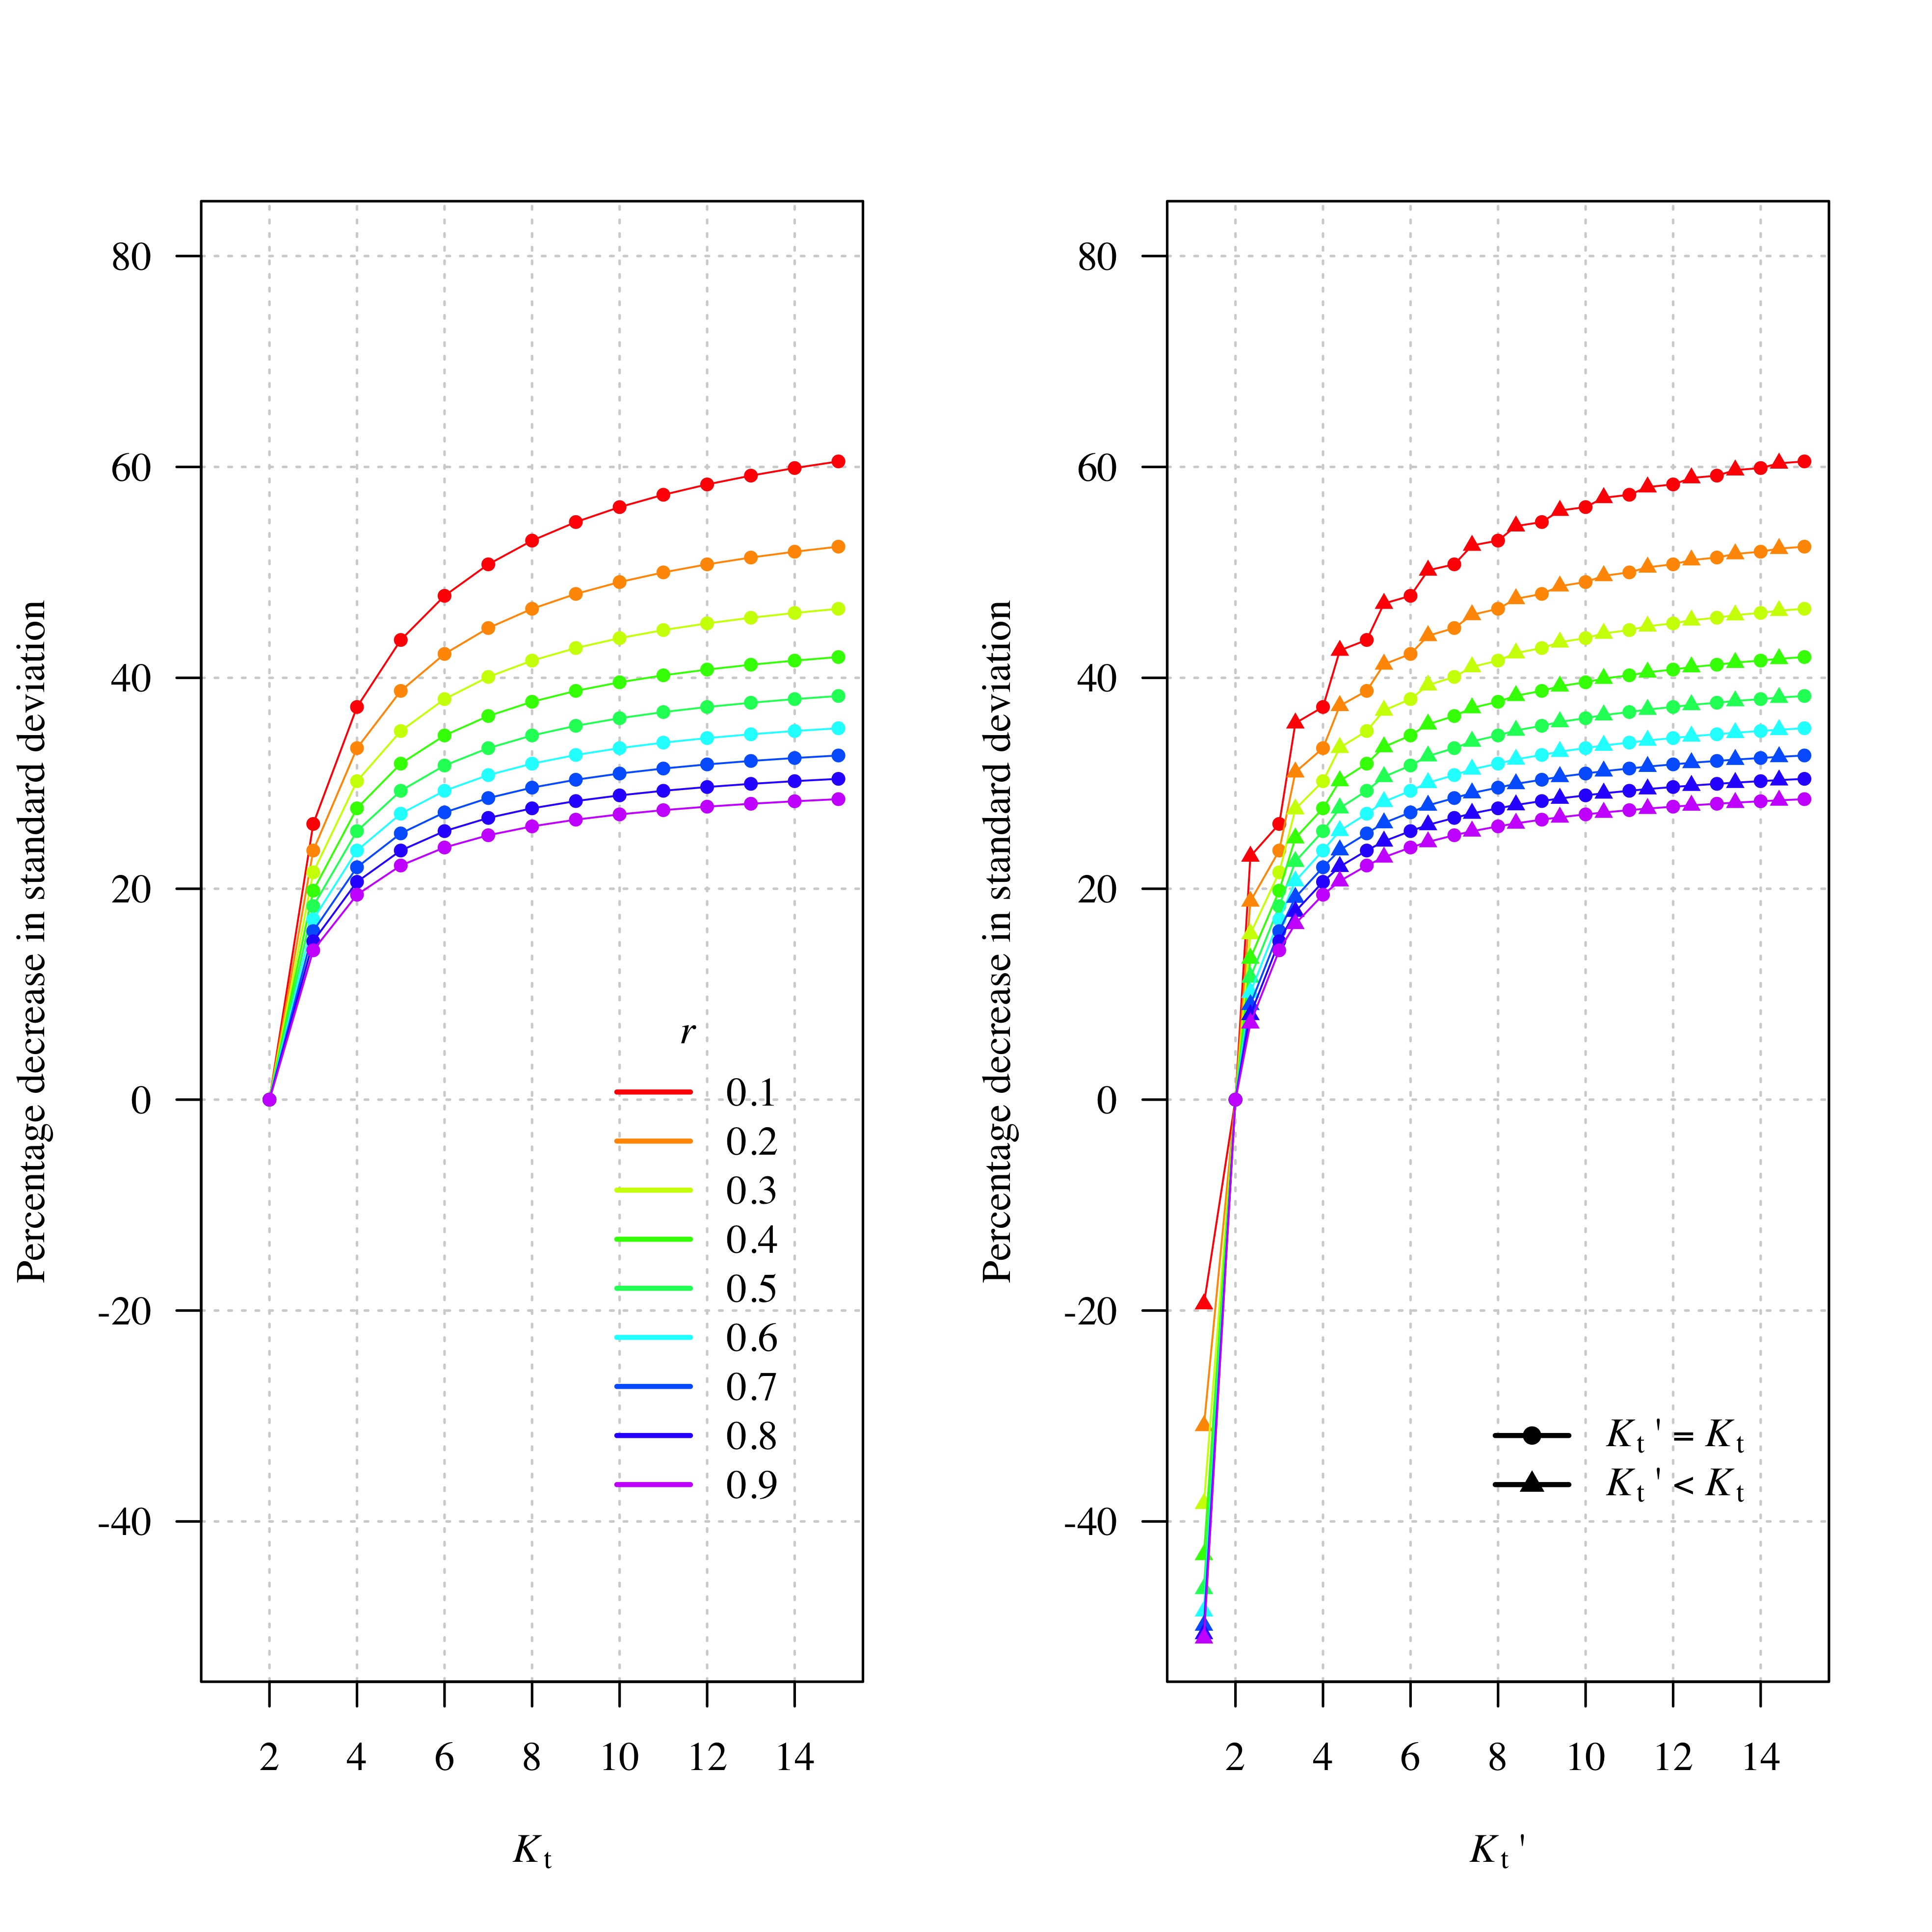 Percentage decrease in standard deviation
80
60
40
20
0
-20
-40
r
0.1
0.2
0.3
0.4
0.5
0.6
0.7
0.8
0.9
2 4 6 8 10 12 14
Kt
Percentage decrease in standard deviation
80
60
40
20
0
-20
-40
Kt ' = Kt
Kt ' < Kt
2 4 6 8 10 12 14
Kt '